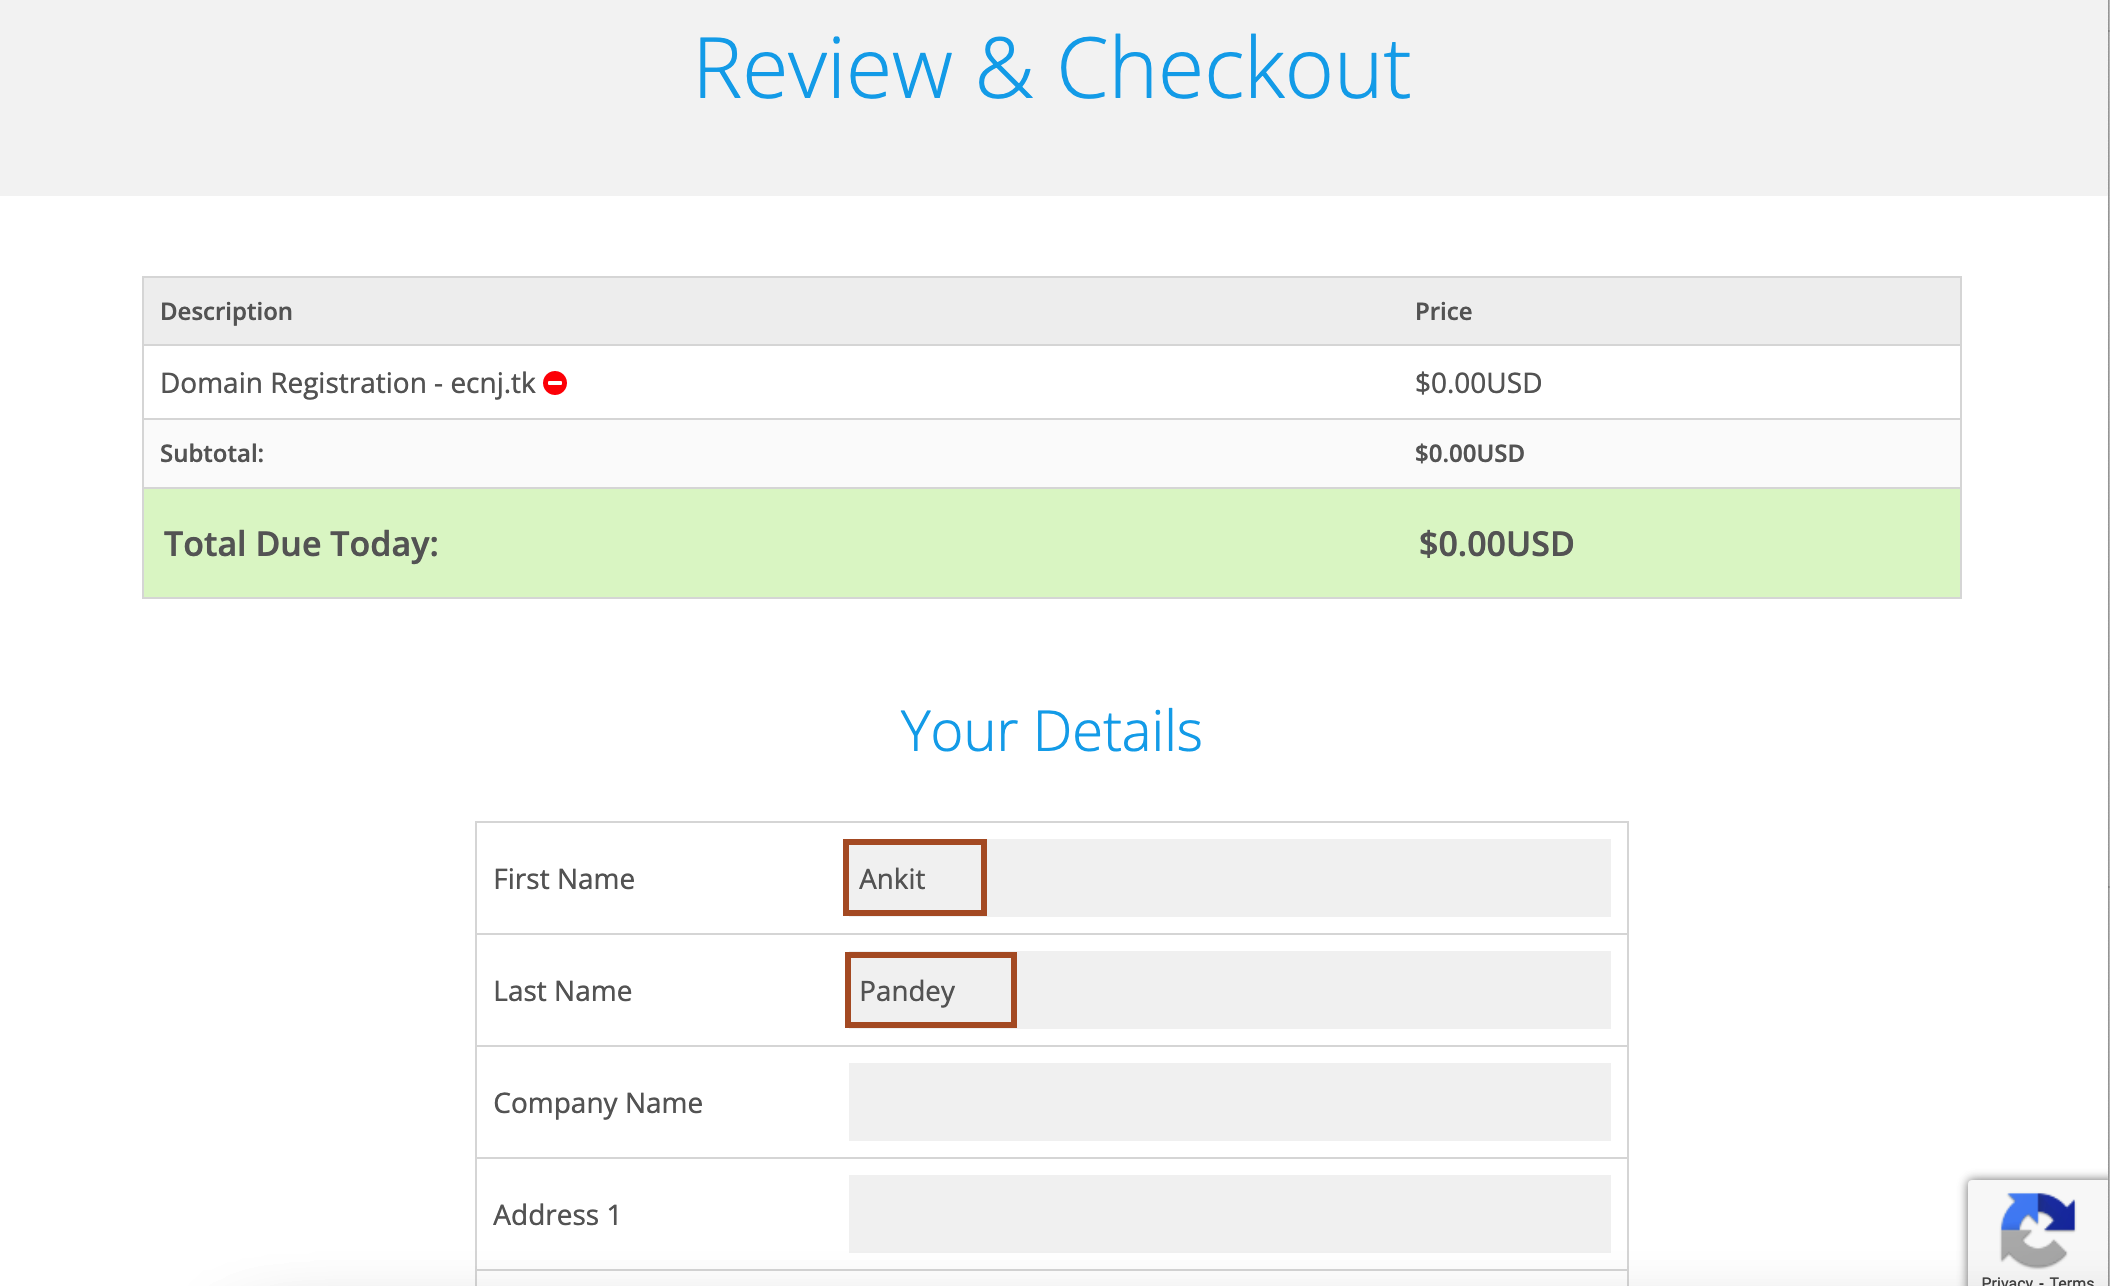 Review & Checkout
Description Price
Domain Registration - ecnj.tk $0.00USD
Subtotal: $0.00USD
Total Due Today: $0.00USD
Your Details
First Name Ankit
Last Name Pandey
Company Name
Address 1
Privacy - Terms